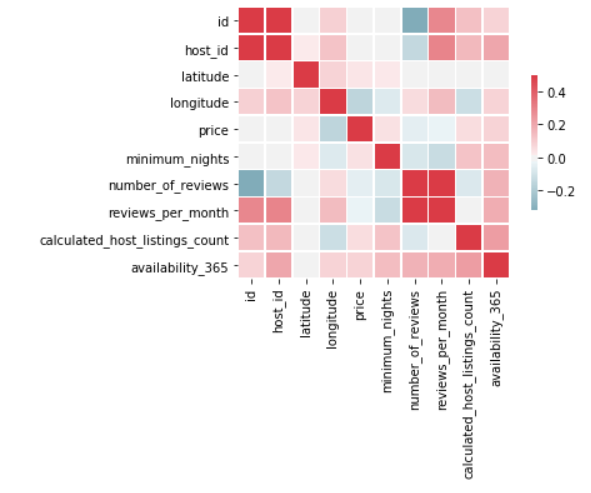 id
host_id
latitude
longitude
price
minimum_nights
number_of_reviews
reviews_per_month
calculated_host_listings_count
availability_365
0.4
0.2
0.0
−0.2
id
host_id
latitude
longitude
price
minimum_nights
number_of_reviews
reviews_per_month
calculated_host_listings_count
availability_365